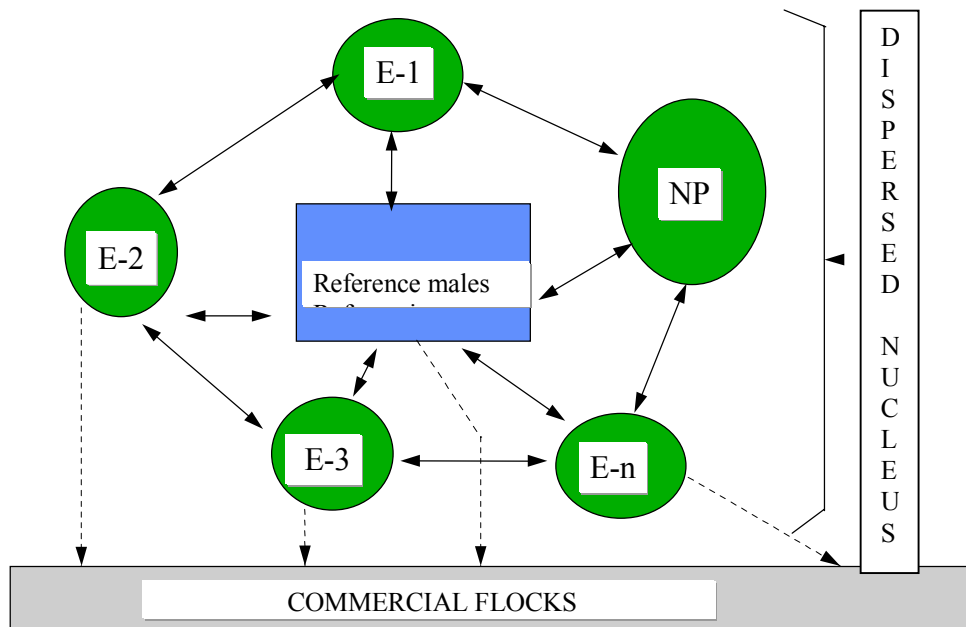 E-1
NP
E-2
Reference males
E-3
E-n
COMMERCIAL FLOCKS
DISPERSED NUCLEUS